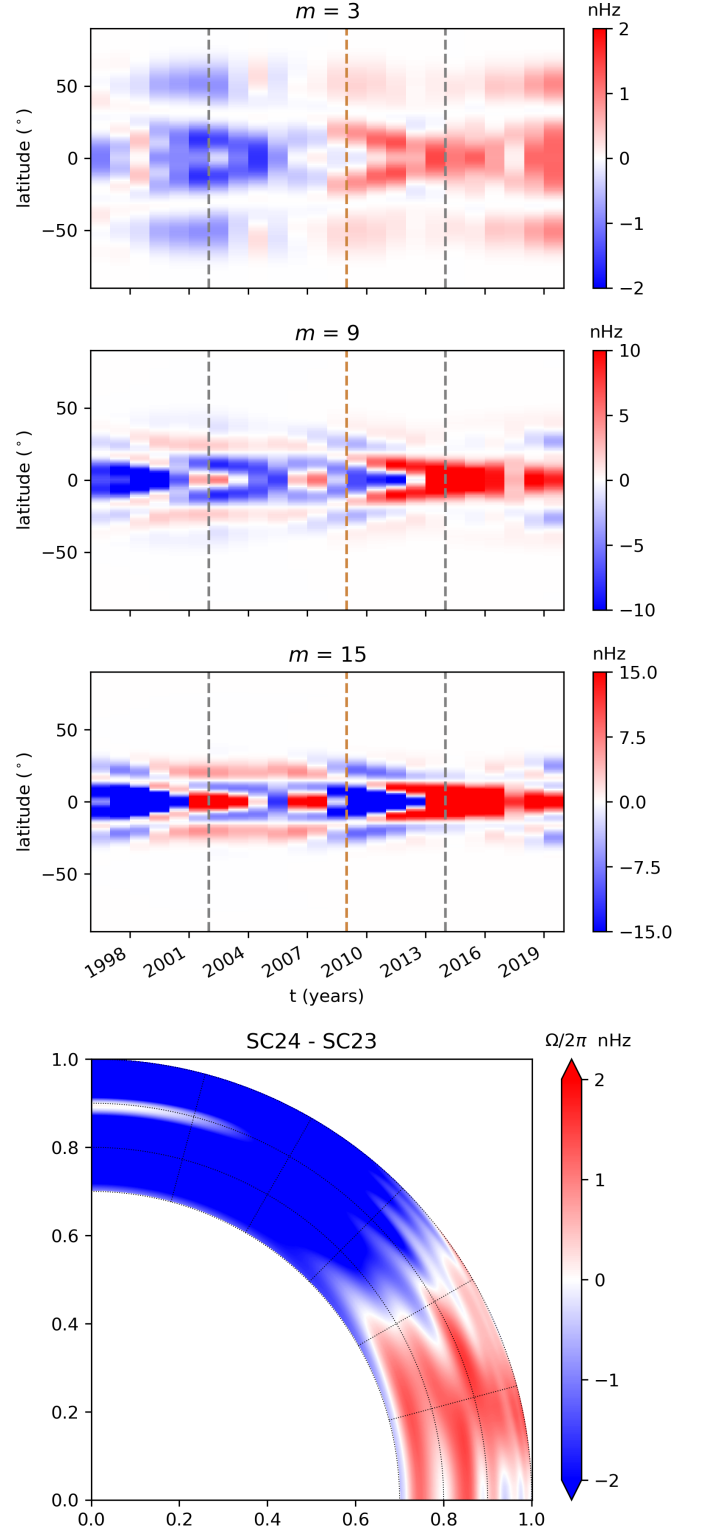 m = 3
nHz
latitude (°)
50
0
−50
2
1
0
−1
−2
m = 9
nHz
latitude (°)
50
0
−50
10
5
0
−5
−10
m = 15
nHz
latitude (°)
50
0
−50
15.0
7.5
0.0
−7.5
−15.0
1998 2001 2004 2007 2010 2013 2016 2019
t (years)
SC24 - SC23
Ω/2π nHz
1.0
0.8
0.6
0.4
0.2
0.0
0.0 0.2 0.4 0.6 0.8 1.0
2
1
0
−1
−2